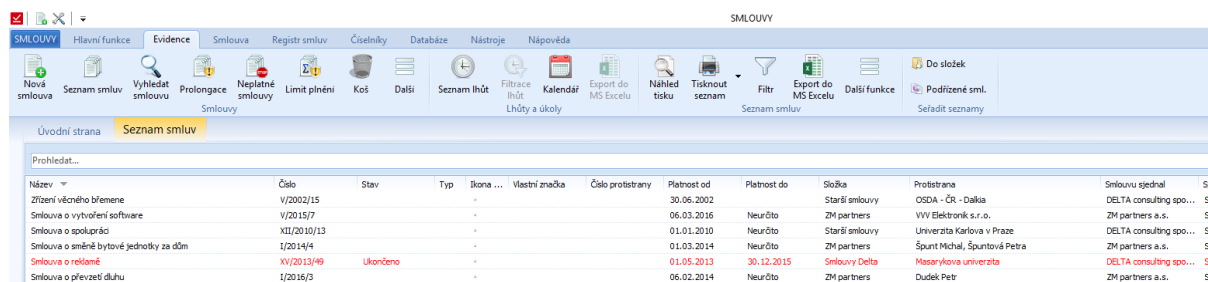 SMLOUVY
SMLOUVY Hlavní funkce Evidence Smlouva Registr smluv Číselníky Databáze Nástroje Nápověda
Nová smlouva Seznam smluv Vyhledat smlouvu Prolongace Neplatné smlouvy Limit plnění Koš Další Seznam lhůt Filtrace lhůt Kalendář Export do MS Excelu Náhled tisku Tisknout seznam Filtr Export do MS Excelu Další funkce Do složek
Podřízené sml.
Smlouvy Lhůty a úkoly Seznam smluv Seřadit seznamy
Úvodní strana Seznam smluv
Prohledat...
Název Číslo Stav Typ Ikona ... Vlastní značka Číslo protistrany Platnost od Platnost do Složka Protistrana Smlouvu sjednal S
Zřízení věcného břemene V/2002/15 30.06.2002 Starší smlouvy OSDA - ČR - Dalkia DELTA consulting spo... S
Smlouva o vytvoření software V/2015/7 06.03.2016 Neurčito ZM partners VVV Elektronik s.r.o. ZM partners a.s. S
Smlouva o spolupráci XII/2010/13 01.01.2010 Neurčito Starší smlouvy Univerzita Karlova v Praze DELTA consulting spo... S
Smlouva o směně bytové jednotky za dům I/2014/4 01.03.2014 Neurčito ZM partners Špunt Michal, Špuntová Petra ZM partners a.s. S
Smlouva o reklamě XV/2013/49 Ukončeno 01.05.2013 30.12.2015 Smlouvy Delta Masarykova univerzita DELTA consulting spo... S
Smlouva o převzetí dluhu I/2016/3 06.02.2014 Neurčito ZM partners Dudek Petr ZM partners a.s. S